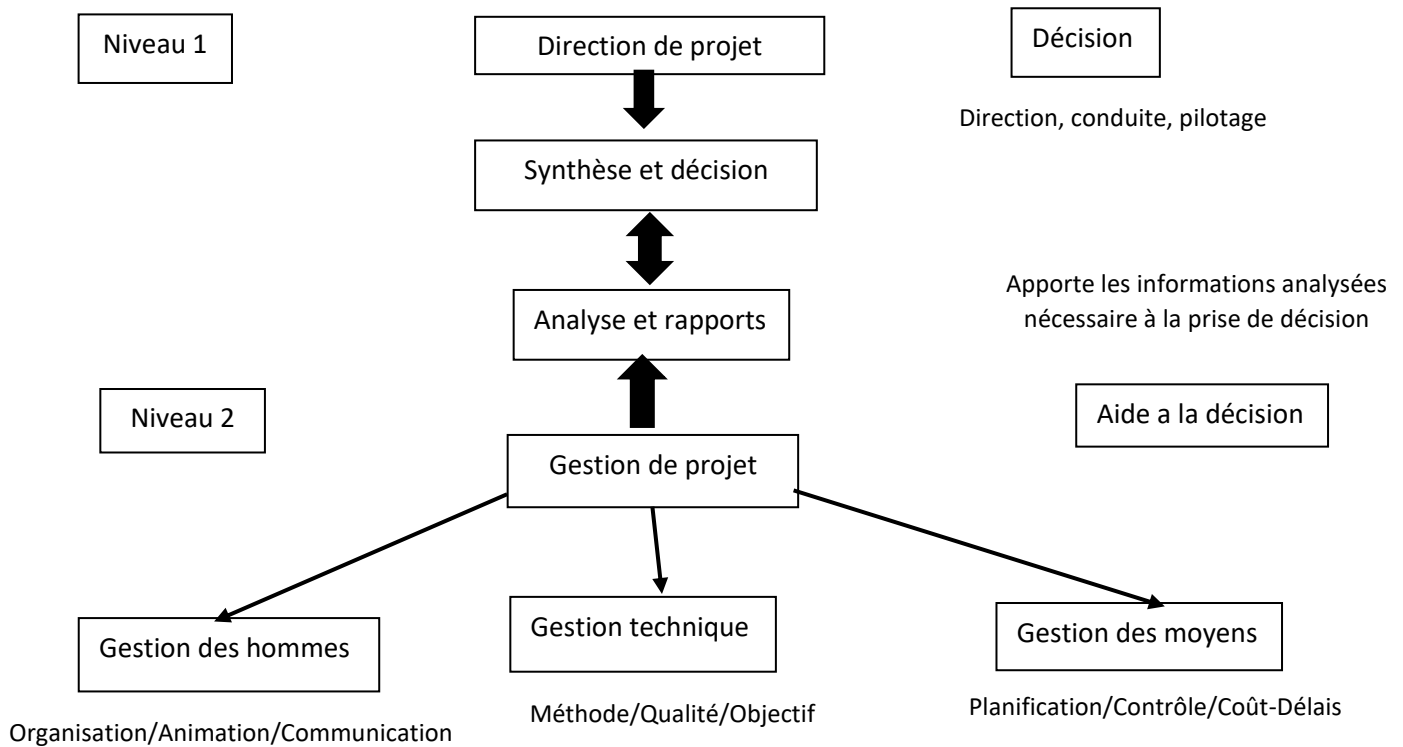 Niveau 1
Direction de projet
Décision
Direction, conduite, pilotage
Synthèse et décision
Analyse et rapports
Apporte les informations analysées
nécessaire à la prise de décision
Niveau 2
Aide a la décision
Gestion de projet
Gestion des hommes
Gestion technique
Gestion des moyens
Organisation/Animation/Communication
Méthode/Qualité/Objectif
Planification/Contrôle/Coût-Délais